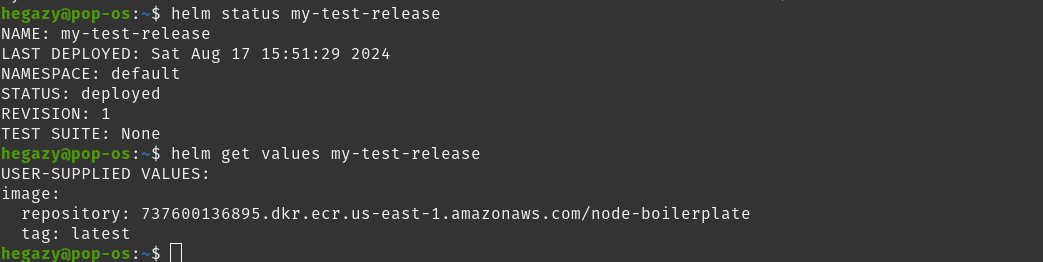 hegazy@pop-os:~$ helm status my-test-release
NAME: my-test-release
LAST DEPLOYED: Sat Aug 17 15:51:29 2024
NAMESPACE: default
STATUS: deployed
REVISION: 1
TEST SUITE: None
hegazy@pop-os:~$ helm get values my-test-release
USER-SUPPLIED VALUES:
image:
  repository: 737600136895.dkr.ecr.us-east-1.amazonaws.com/node-boilerplate
  tag: latest
hegazy@pop-os:~$